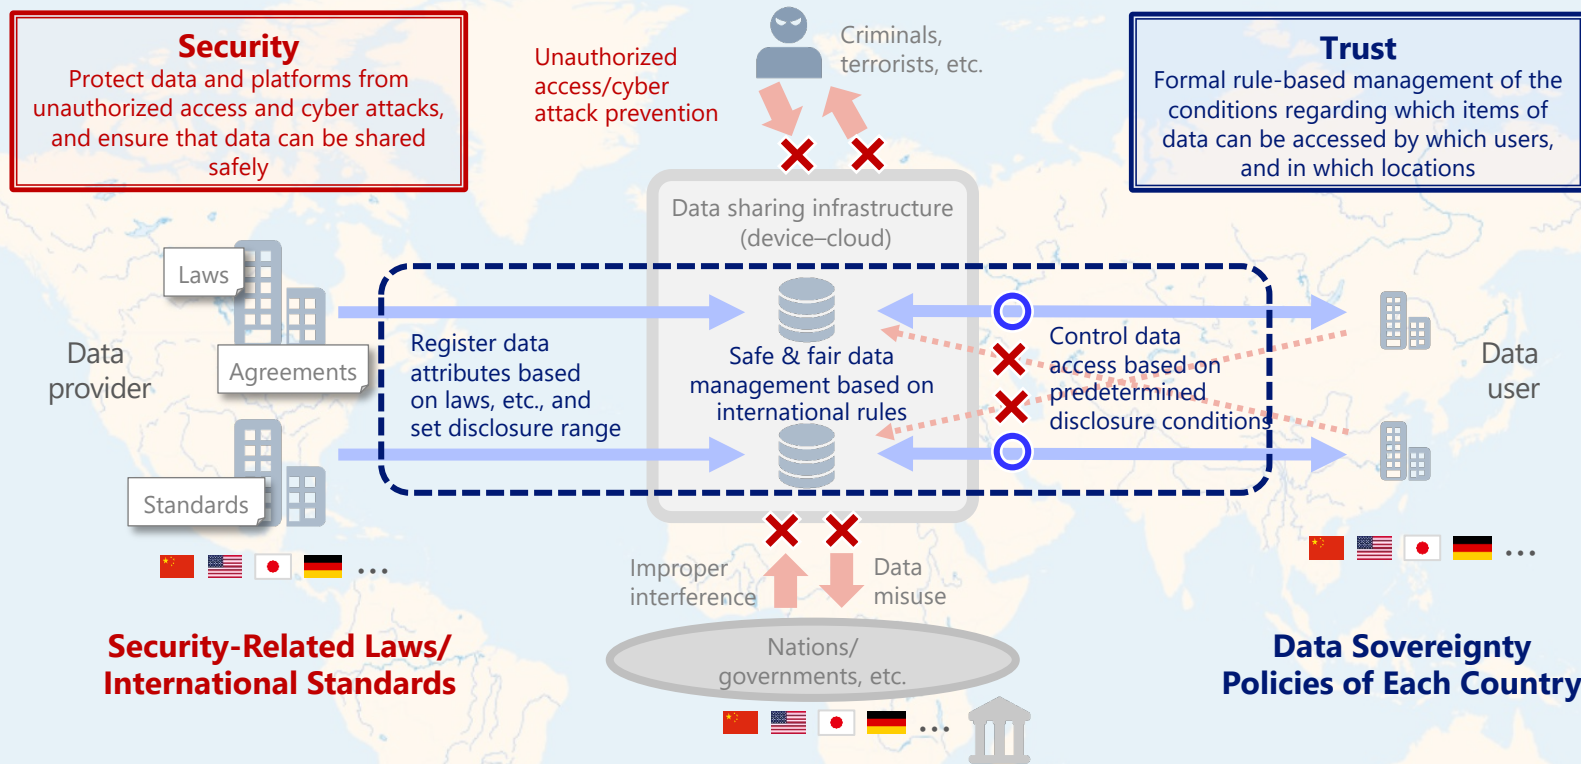 Security
Protect data and platforms from
unauthorized access and cyber attacks,
and ensure that data can be shared
safely
Unauthorized
access/cyber
attack prevention
Criminals,
terrorists, etc.
Trust
Formal rule-based management of the
conditions regarding which items of
data can be accessed by which users,
and in which locations
Data sharing infrastructure
(device–cloud)
Laws
Agreements
Standards
Data
provider
Register data
attributes based
on laws, etc., and
set disclosure range
Safe & fair data
management based on
international rules
Control data
access based on
predetermined
disclosure conditions
Data
user
...
...
Improper
interference
Data
misuse
Nations/
governments, etc.
...
Security-Related Laws/
International Standards
Data Sovereignty
Policies of Each Country